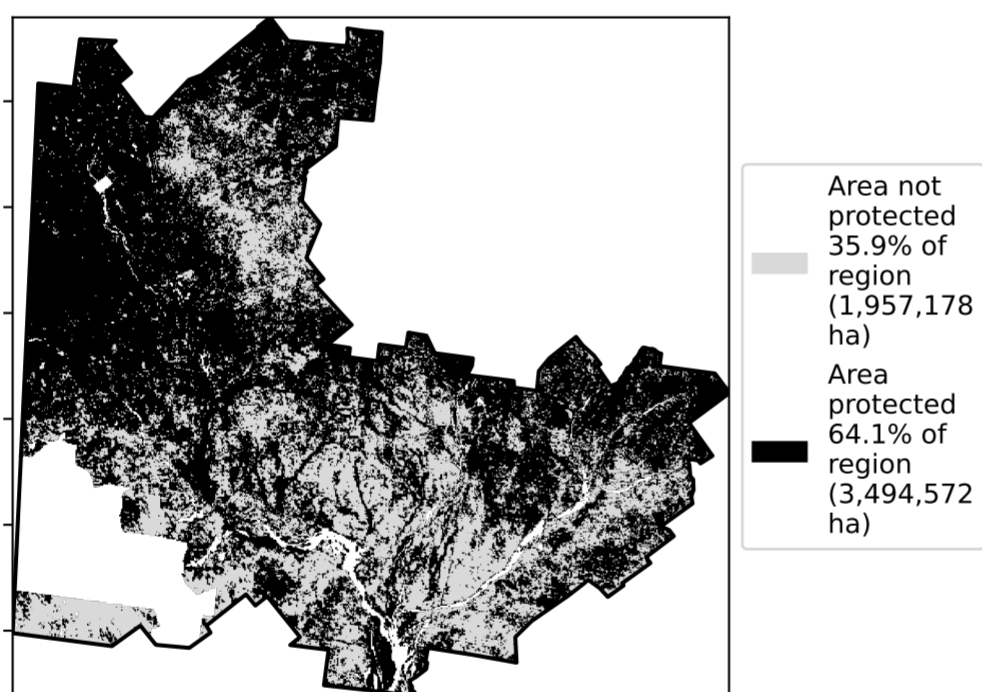 Area not
protected
35.9% of
region
(1,957,178
ha)
Area
protected
64.1% of
region
(3,494,572
ha)